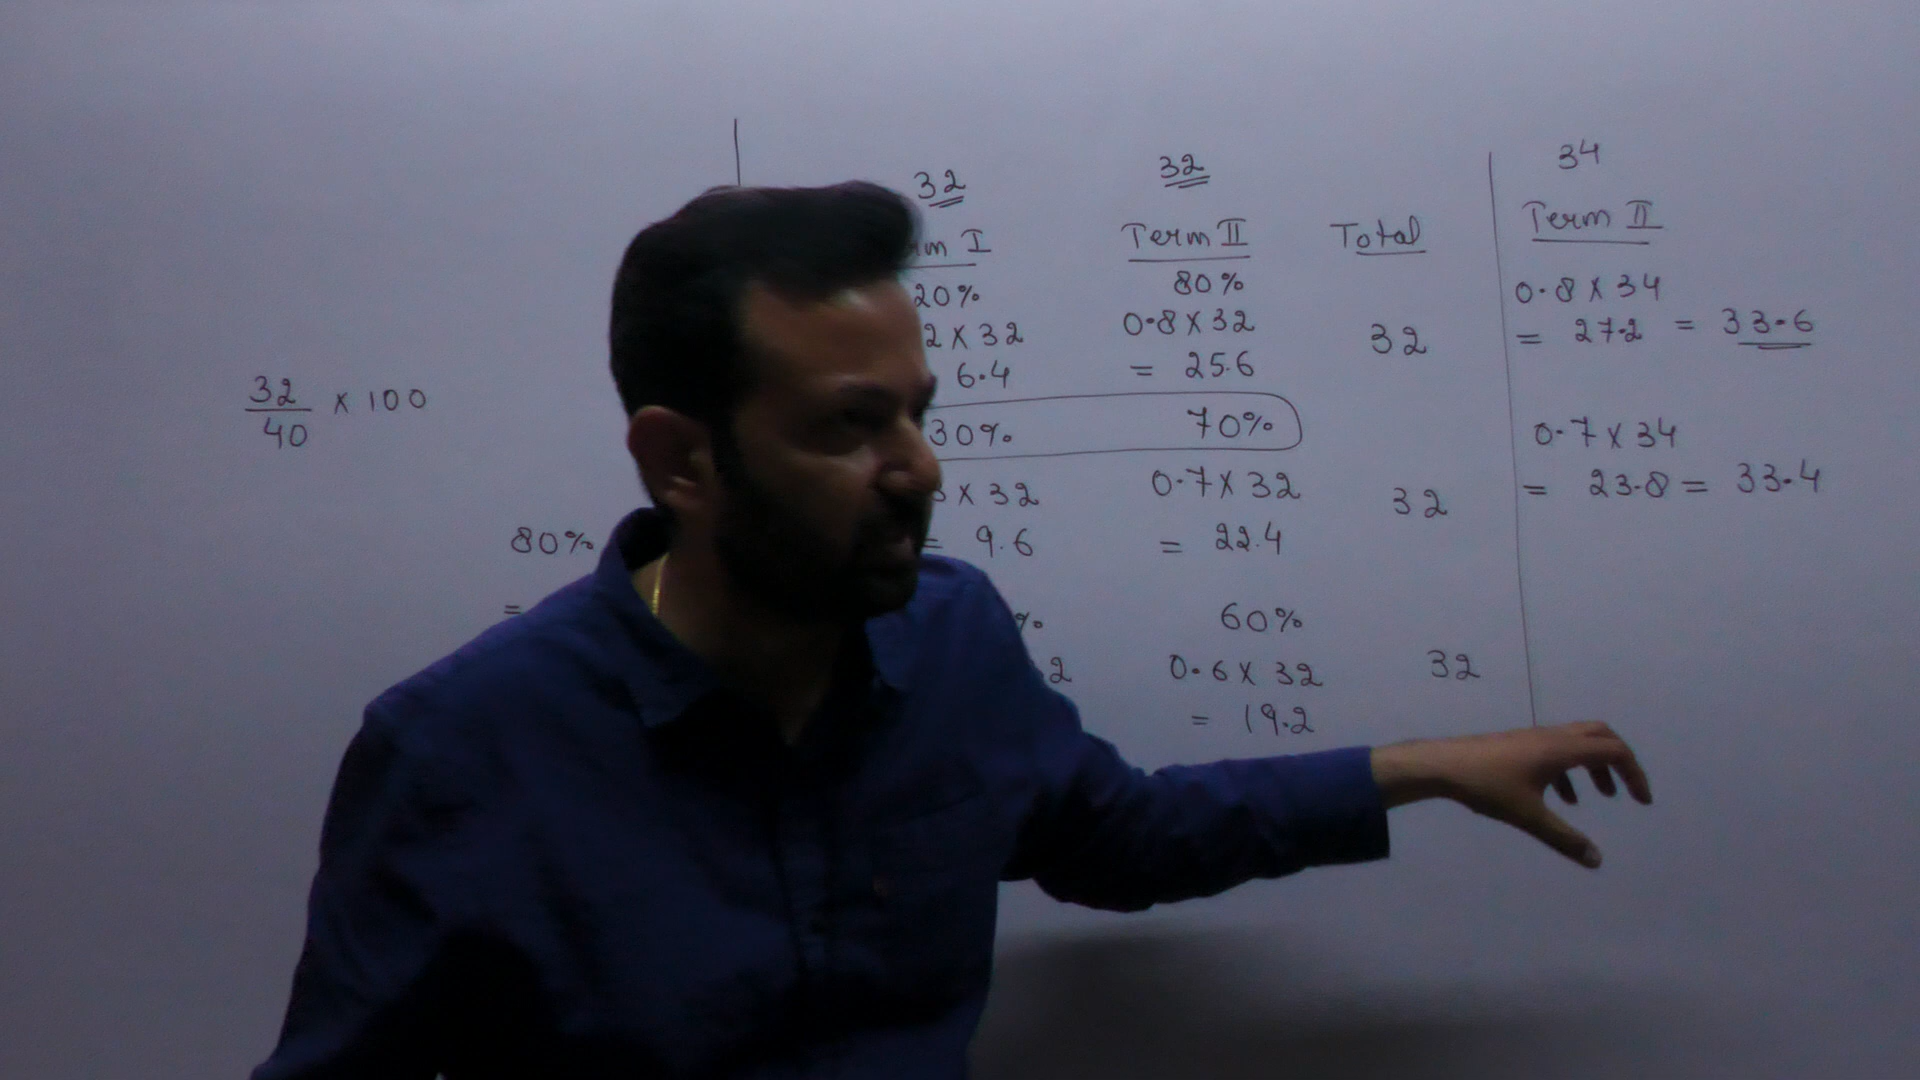 32 32 34
I Term II Total Term II
20% 80% 0.8 X 34
2 X 32 0.8 X 32 32 = 27.2 = 33.6
6.4 = 25.6
32
40 X 100
30% 70% 0.7 X 34
X 32 0.7 X 32 32 = 23.8 = 33.4
80% = 9.6 = 22.4
= % 60%
2 0.6 X 32 32
= 19.2